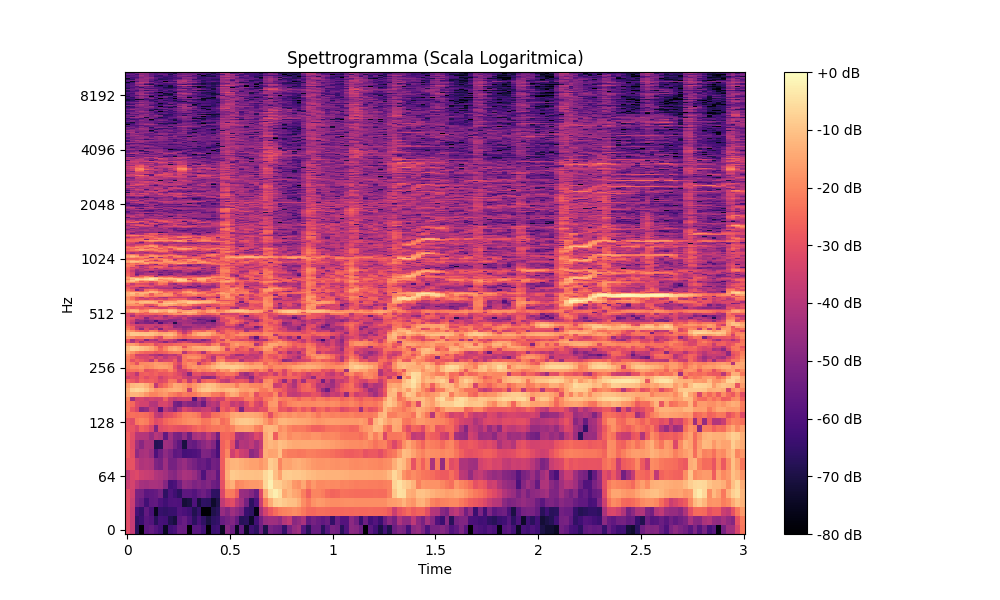 Spettrogramma (Scala Logaritmica)
Hz
8192
4096
2048
1024
512
256
128
64
0
0
0.5
1
1.5
2
2.5
3
Time
+0 dB
-10 dB
-20 dB
-30 dB
-40 dB
-50 dB
-60 dB
-70 dB
-80 dB